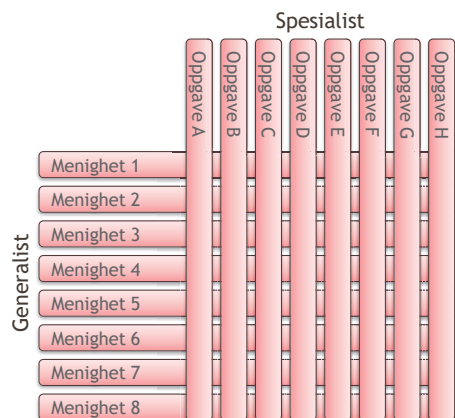 Spesialist
Oppgave A
Oppgave B
Oppgave C
Oppgave D
Oppgave E
Oppgave F
Oppgave G
Oppgave H
Generalist
Menighet 1
Menighet 2
Menighet 3
Menighet 4
Menighet 5
Menighet 6
Menighet 7
Menighet 8